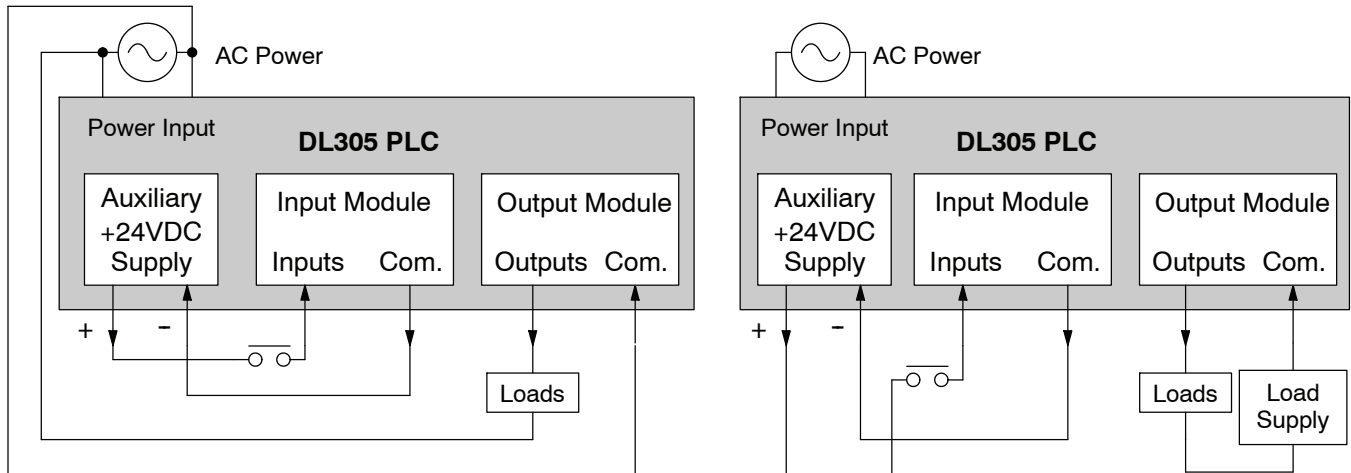 AC Power
Power Input
DL305 PLC
Auxiliary
+24VDC
Supply
Input Module
Inputs Com.
Output Module
Outputs Com.
+ -
Loads
AC Power
Power Input
DL305 PLC
Auxiliary
+24VDC
Supply
Input Module
Inputs Com.
Output Module
Outputs Com.
+ -
Loads
Load
Supply